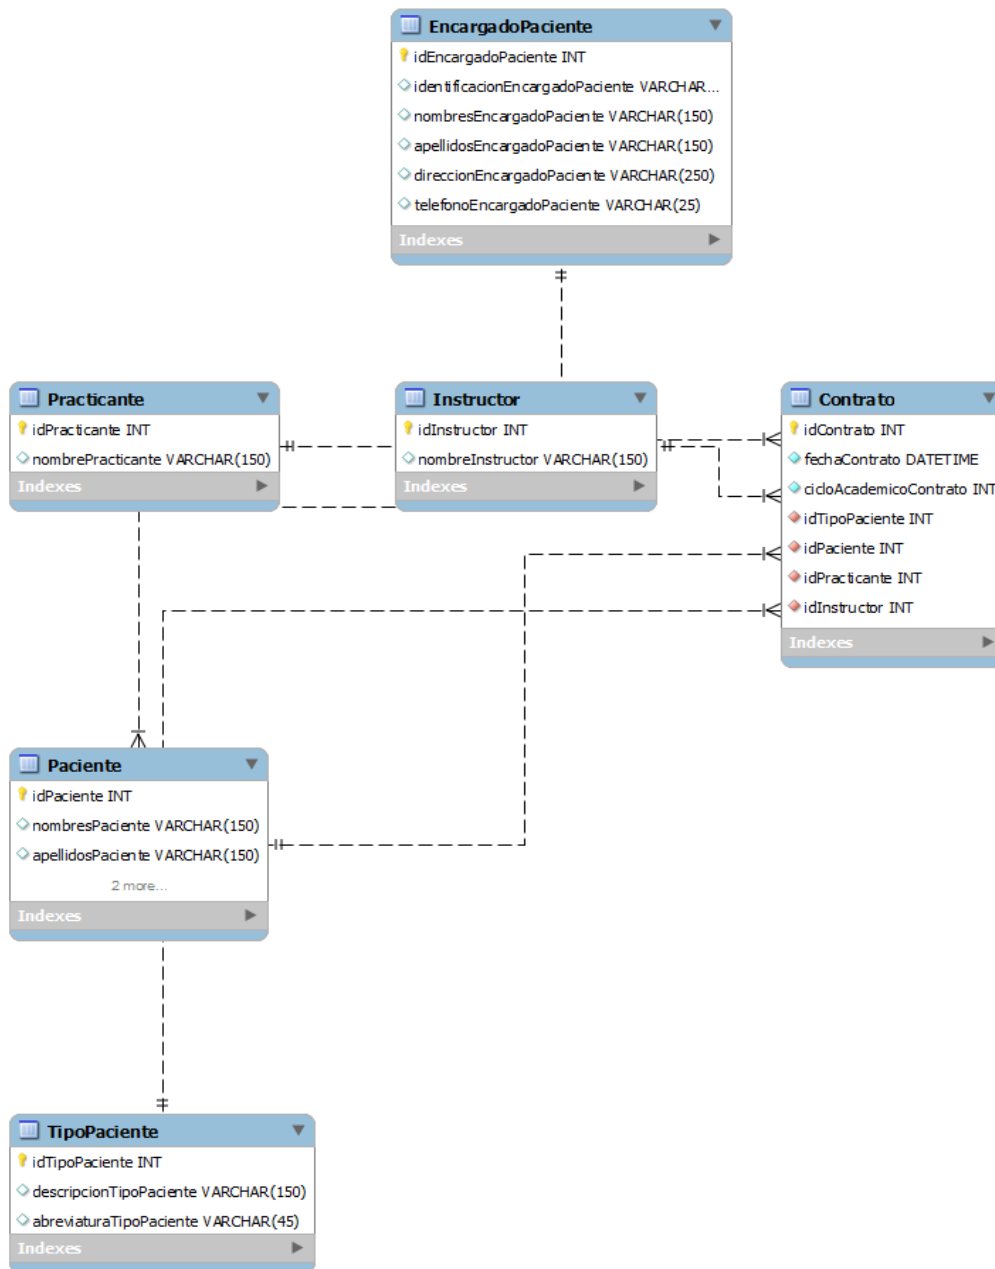 EncargadoPaciente
idEncargadoPaciente INT
identificacionEncargadoPaciente VARCHAR...
nombresEncargadoPaciente VARCHAR(150)
apellidosEncargadoPaciente VARCHAR(150)
direccionEncargadoPaciente VARCHAR(250)
telefonoEncargadoPaciente VARCHAR(25)
Indexes
Practicante
idPracticante INT
nombrePracticante VARCHAR(150)
Indexes
Instructor
idInstructor INT
nombreInstructor VARCHAR(150)
Indexes
Contrato
idContrato INT
fechaContrato DATETIME
cicloAcademicoContrato INT
idTipoPaciente INT
idPaciente INT
idPracticante INT
idInstructor INT
Indexes
Paciente
idPaciente INT
nombresPaciente VARCHAR(150)
apellidosPaciente VARCHAR(150)
2 more...
Indexes
TipoPaciente
idTipoPaciente INT
descripcionTipoPaciente VARCHAR(150)
abreviaturaTipoPaciente VARCHAR(45)
Indexes